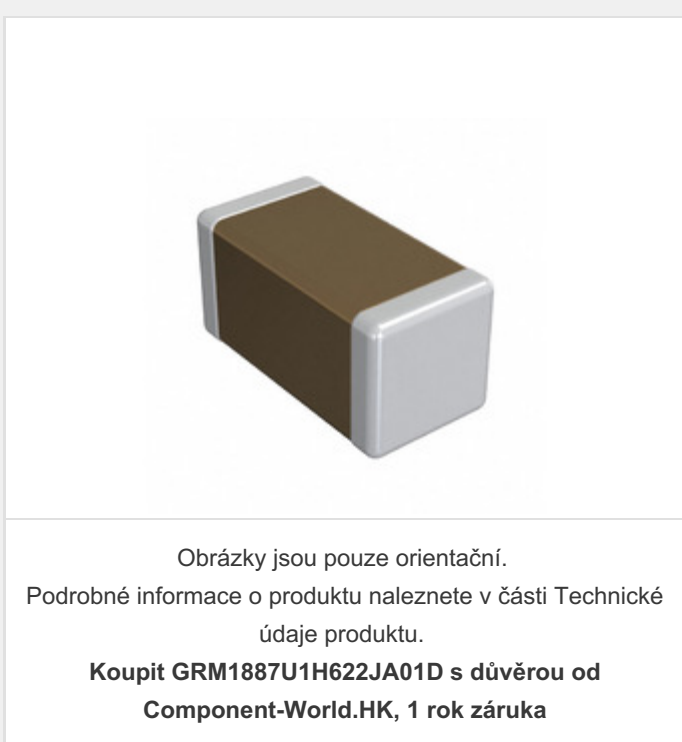 Obrázky jsou pouze orientační.
Podrobné informace o produktu naleznete v části Technické
údaje produktu.
Koupit GRM1887U1H622JA01D s důvěrou od
Component-World.HK, 1 rok záruka